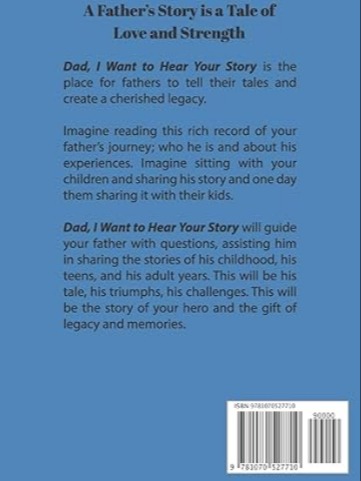 A Father's Story is a Tale of
Love and Strength
Dad, I Want to Hear Your Story is the
place for fathers to tell their tales and
create a cherished legacy.
Imagine reading this rich record of your
father's journey; who he is and about his
experiences. Imagine sitting with your
children and sharing his story and one day
them sharing it with their kids.
Dad, I Want to Hear Your Story will guide
your father with questions, assisting him
in sharing the stories of his childhood, his
teens, and his adult years. This will be his
tale, his triumphs, his challenges. This will
be the story of your hero and the gift of
legacy and memories.
ISBN 9781070527710
90000
9 781070 527710